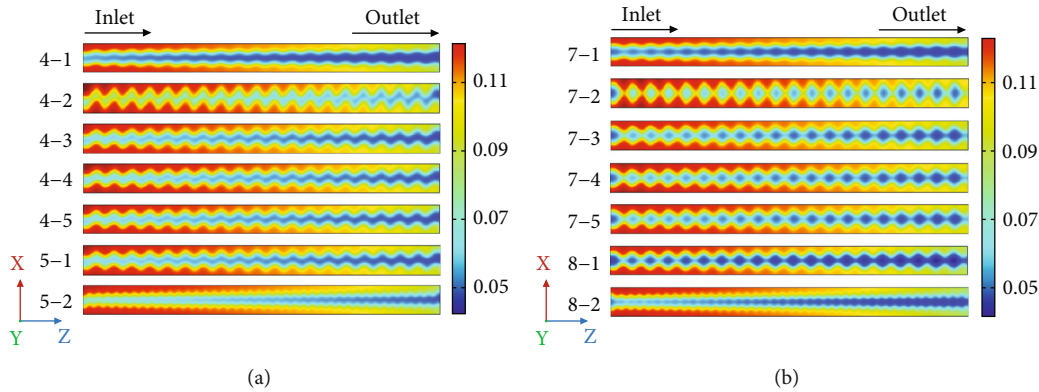 Inlet
Outlet
4–1
4–2
4–3
4–4
4–5
5–1
5–2
0.11
0.09
0.07
0.05
X
Y
Z
(a)
Inlet
Outlet
7–1
7–2
7–3
7–4
7–5
8–1
8–2
0.11
0.09
0.07
0.05
X
Y
Z
(b)